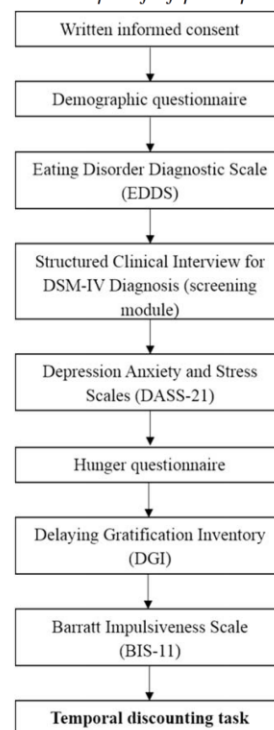 Written informed consent
Demographic questionnaire
Eating Disorder Diagnostic Scale
(EDDS)
Structured Clinical Interview for
DSM-IV Diagnosis (screening
module)
Depression Anxiety and Stress
Scales (DASS-21)
Hunger questionnaire
Delaying Gratification Inventory
(DGI)
Barratt Impulsiveness Scale
(BIS-11)
Temporal discounting task